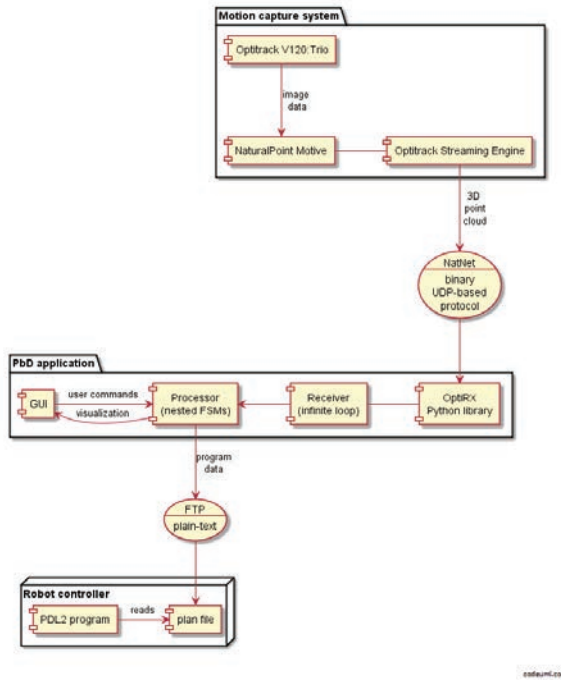 Motion capture system
Optitrack V120:Trio
image
data
NaturalPoint Motive
Optitrack Streaming Engine
3D
point
cloud
NatNet
binary
UDP-based
protocol
PbD application
GUI
user commands
visualization
Processor
(nested FSMs)
Receiver
(infinite loop)
OptiRX
Python library
program
data
FTP
plain-text
Robot controller
PDL2 program
reads
plan file